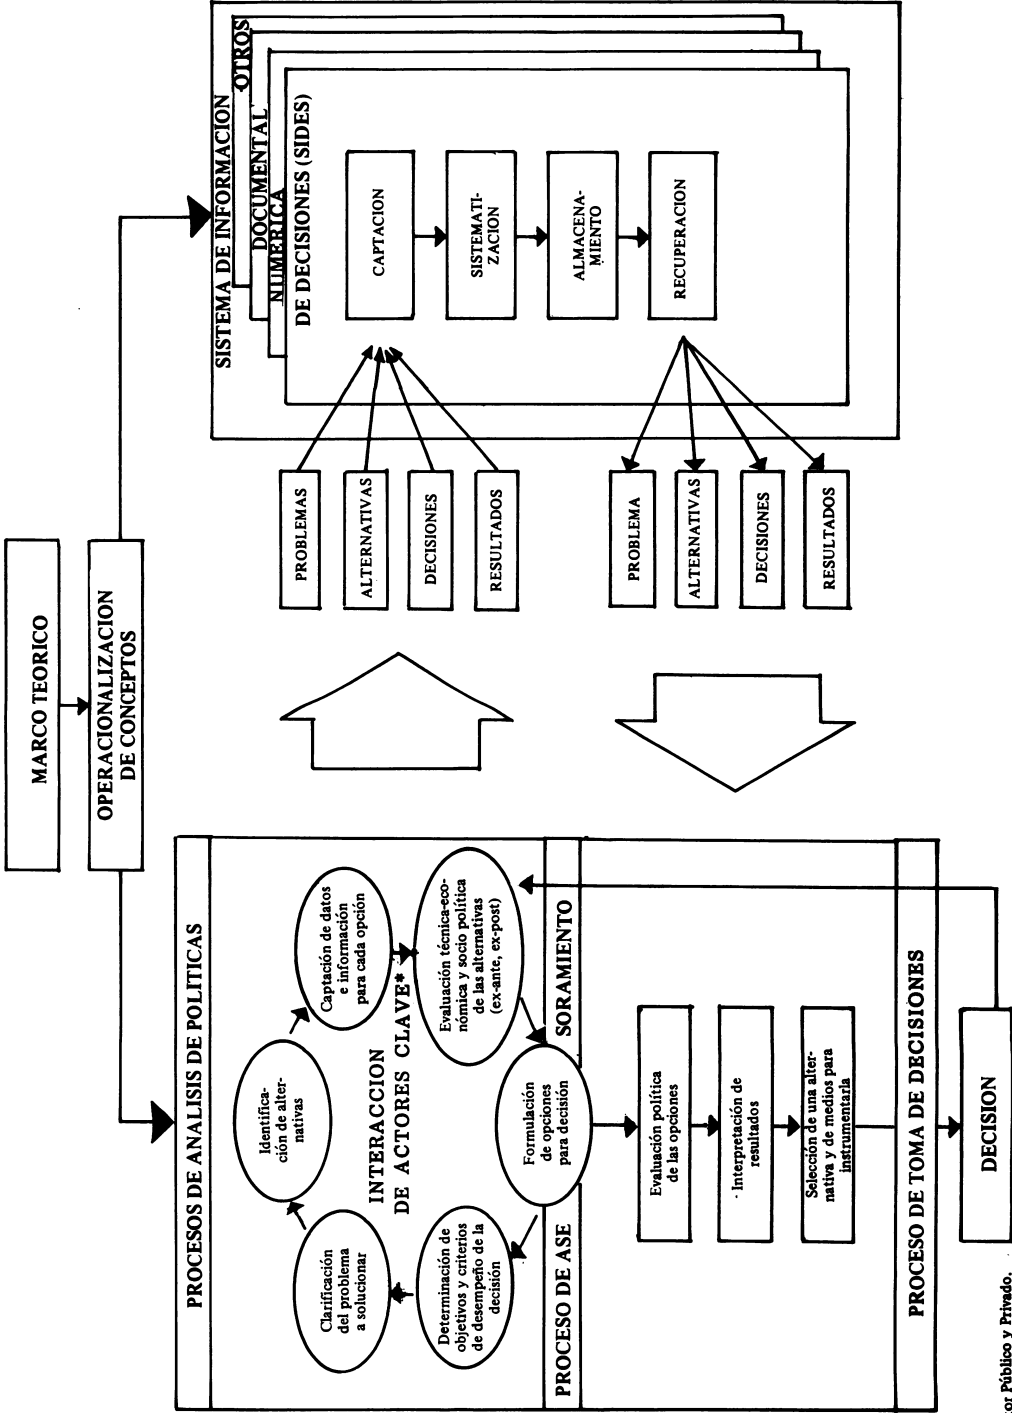 MARCO TEORICO
OPERACIONALIZACION
DE CONCEPTOS
PROCESOS DE ANALISIS DE POLITICAS
Identifica-
ción de alter-
nativas
Captación de datos
e información
para cada opción
Evaluación técnica-eco-
nómica y socio política
de las alternativas
(ex-ante, ex-post)
Formulación
de opciones
para decisión
Determinación de
objetivos y criterios
de desempeño de la
decisión
Clarificación
del problema
a solucionar
INTERACCION
DE ACTORES CLAVE*
PROCESO DE ASE SORAMIENTO
Evaluación política
de las opciones
· Interpretación de
resultados
Selección de una alter-
nativa y de medios para
instrumentarla
PROCESO DE TOMA DE DECISIONES
DECISION
PROBLEMAS
ALTERNATIVAS
DECISIONES
RESULTADOS
PROBLEMA
ALTERNATIVAS
DECISIONES
RESULTADOS
SISTEMA DE INFORMACION
OTROS
DOCUMENTAL
NUMERICA
DE DECISIONES (SIDES)
CAPTACION
SISTEMATI-
ZACION
ALMACENA-
MIENTO
RECUPERACION
Público y Privado.